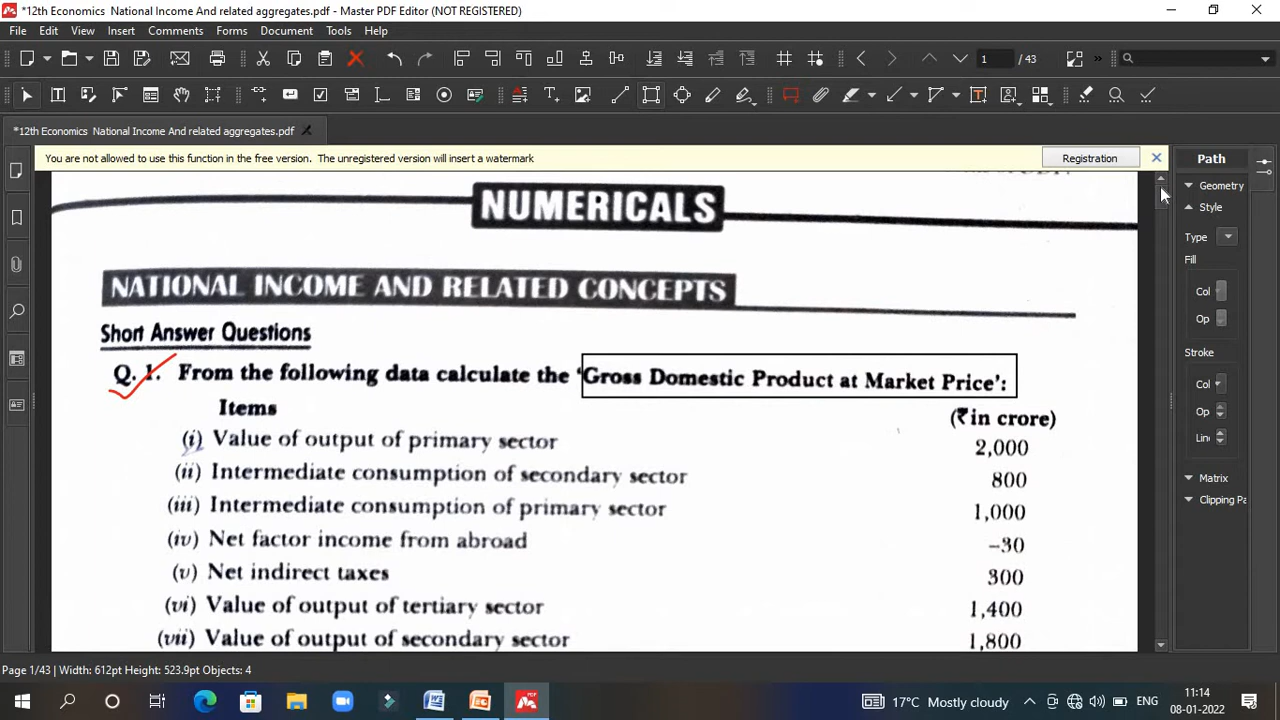 *12th Economics  National Income And related aggregates.pdf - Master PDF Editor (NOT REGISTERED)
File Edit View Insert Comments Forms Document Tools Help
1 / 43
*12th Economics  National Income And related aggregates.pdf
You are not allowed to use this function in the free version.  The unregistered version will insert a watermark
Registration
Path
Geometry
Style
Type
Fill
Col
Op
Stroke
Col
Op
Lin
Matrix
Clipping Pa
NUMERICALS
NATIONAL INCOME AND RELATED CONCEPTS
Short Answer Questions
Q. 1. From the following data calculate the 'Gross Domestic Product at Market Price':
Items (₹in crore)
(i) Value of output of primary sector 2,000
(ii) Intermediate consumption of secondary sector 800
(iii) Intermediate consumption of primary sector 1,000
(iv) Net factor income from abroad –30
(v) Net indirect taxes 300
(vi) Value of output of tertiary sector 1,400
(vii) Value of output of secondary sector 1,800
Page 1/43 | Width: 612pt Height: 523.9pt Objects: 4
17°C Mostly cloudy ENG 11:14
08-01-2022